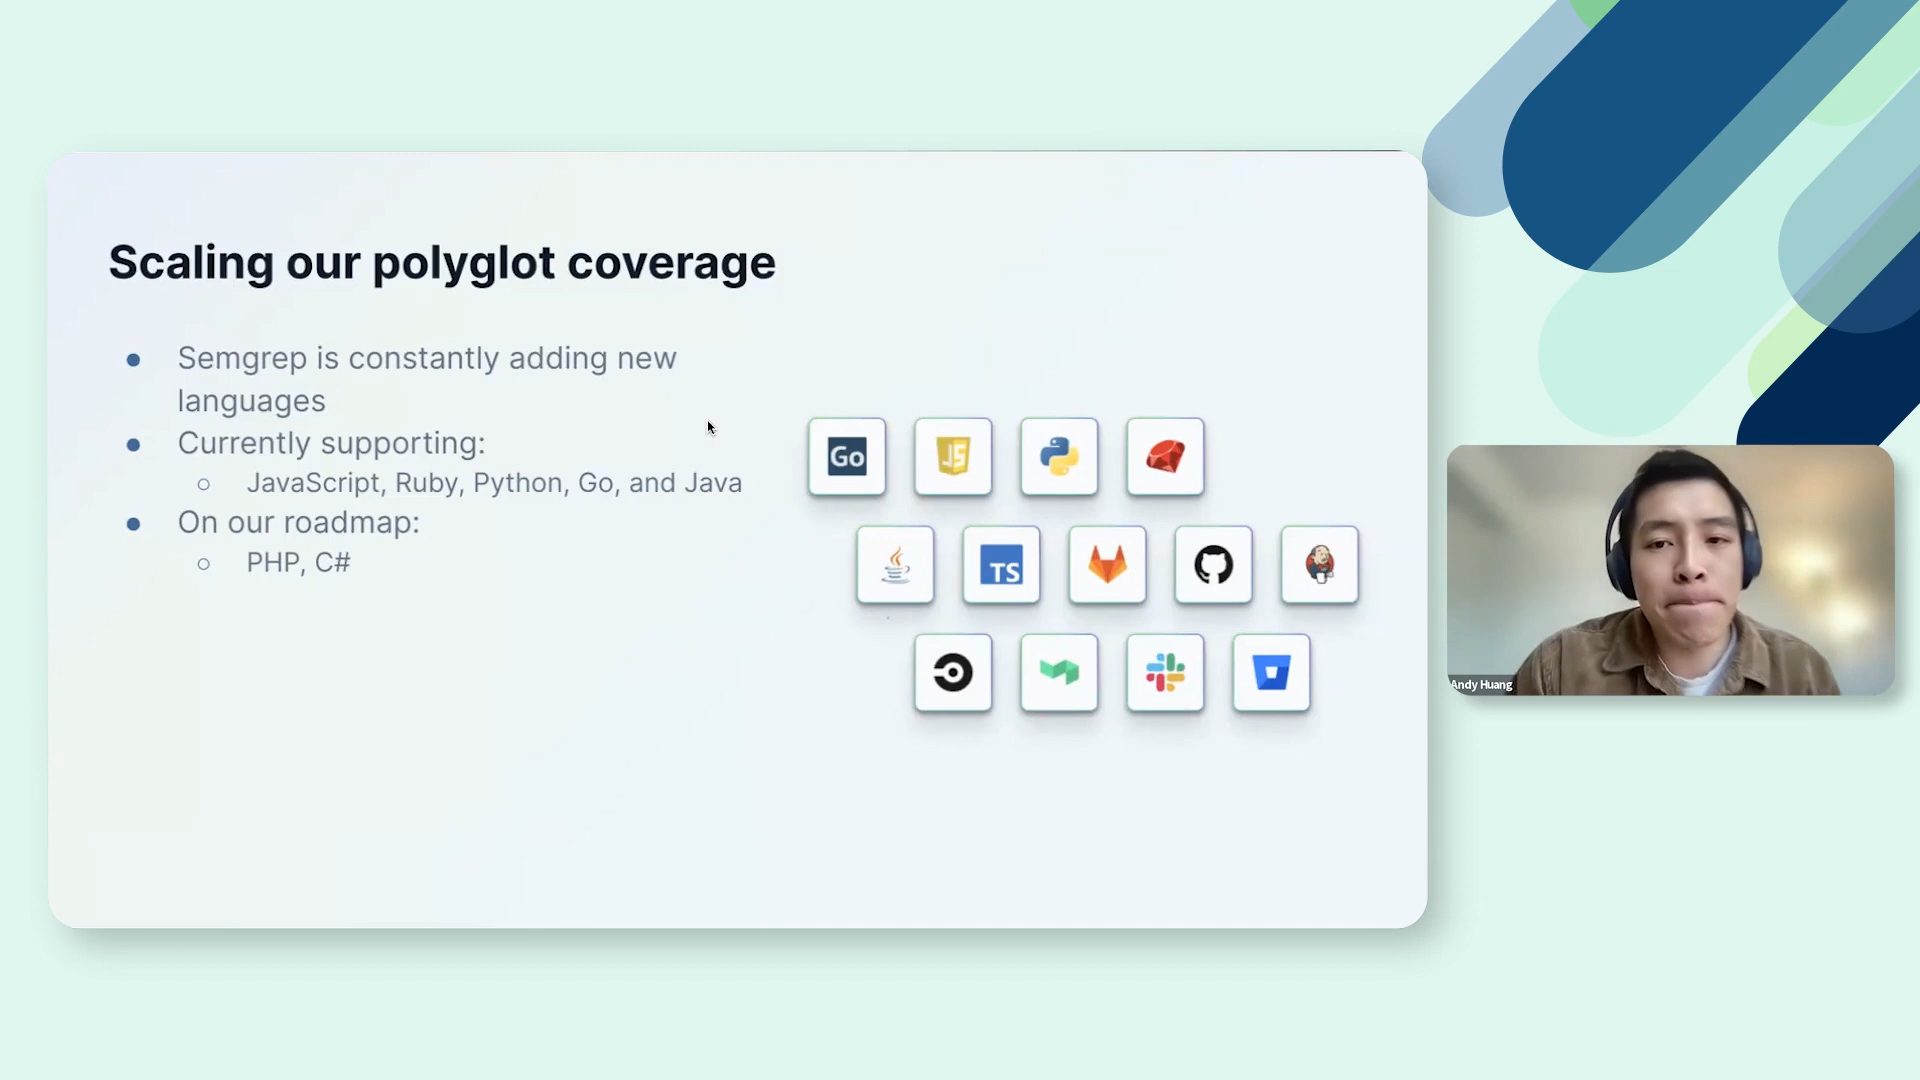 Scaling our polyglot coverage
Semgrep is constantly adding new
languages
Currently supporting:
JavaScript, Ruby, Python, Go, and Java
On our roadmap:
PHP, C#
Go
JS
TS
Andy Huang